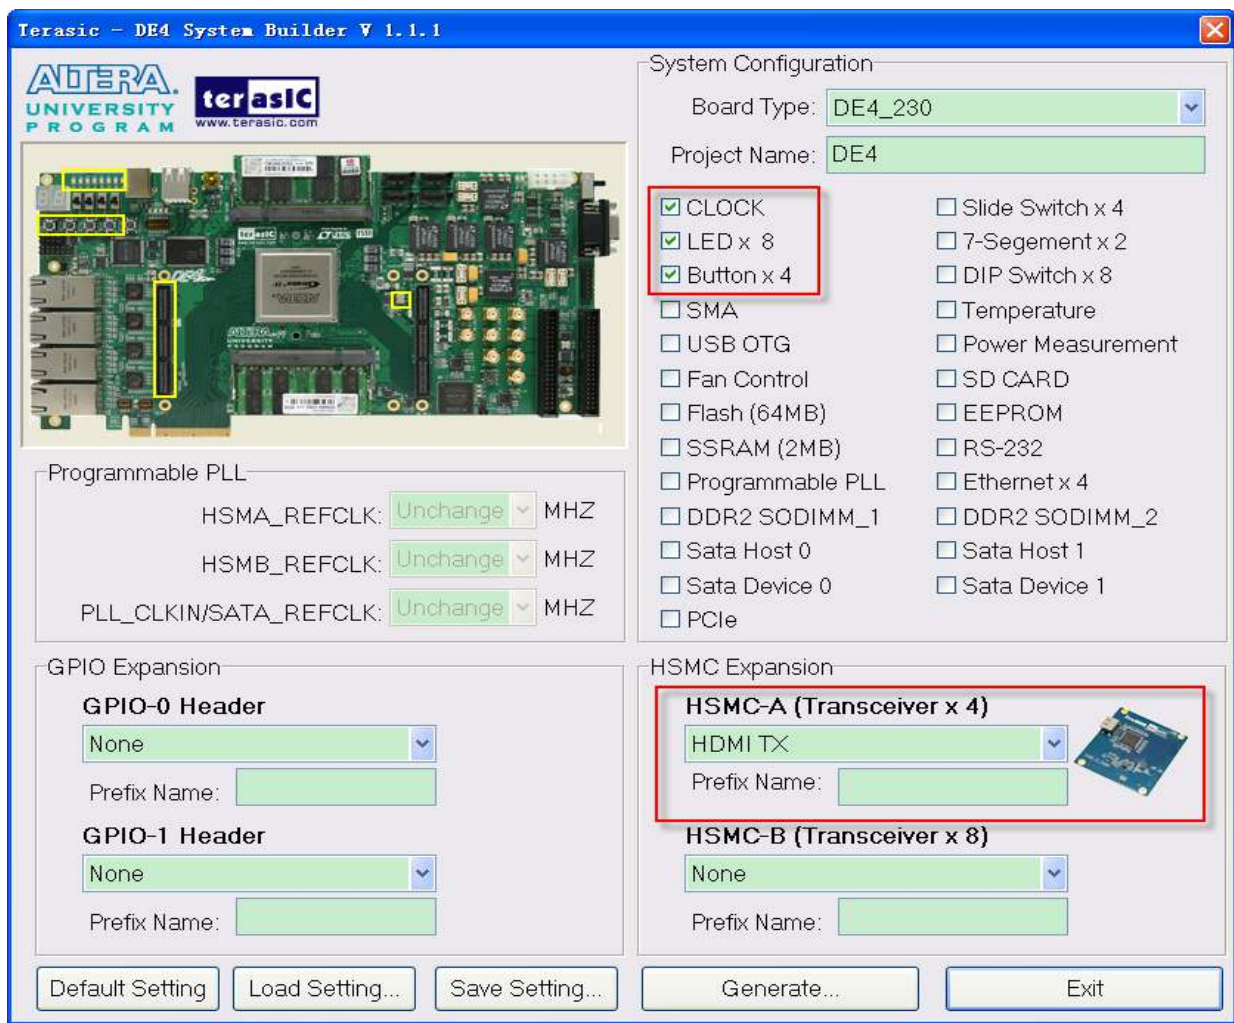 Terasic - DE4 System Builder V 1.1.1
ALTERA.
UNIVERSITY
PROGRAM
terasIC
www.terasic.com
System Configuration
Board Type: DE4_230
Project Name: DE4
CLOCK
LED x 8
Button x 4
SMA
USB OTG
Fan Control
Flash (64MB)
SSRAM (2MB)
Programmable PLL
DDR2 SODIMM_1
Sata Host 0
Sata Device 0
PCIe
Slide Switch x 4
7-Segement x 2
DIP Switch x 8
Temperature
Power Measurement
SD CARD
EEPROM
RS-232
Ethernet x 4
DDR2 SODIMM_2
Sata Host 1
Sata Device 1
Programmable PLL
HSMA_REFCLK: Unchange MHZ
HSMB_REFCLK: Unchange MHZ
PLL_CLKIN/SATA_REFCLK: Unchange MHZ
GPIO Expansion
GPIO-0 Header
None
Prefix Name:
GPIO-1 Header
None
Prefix Name:
HSMC Expansion
HSMC-A (Transceiver x 4)
HDMI TX
Prefix Name:
HSMC-B (Transceiver x 8)
None
Prefix Name:
Default Setting
Load Setting...
Save Setting...
Generate...
Exit